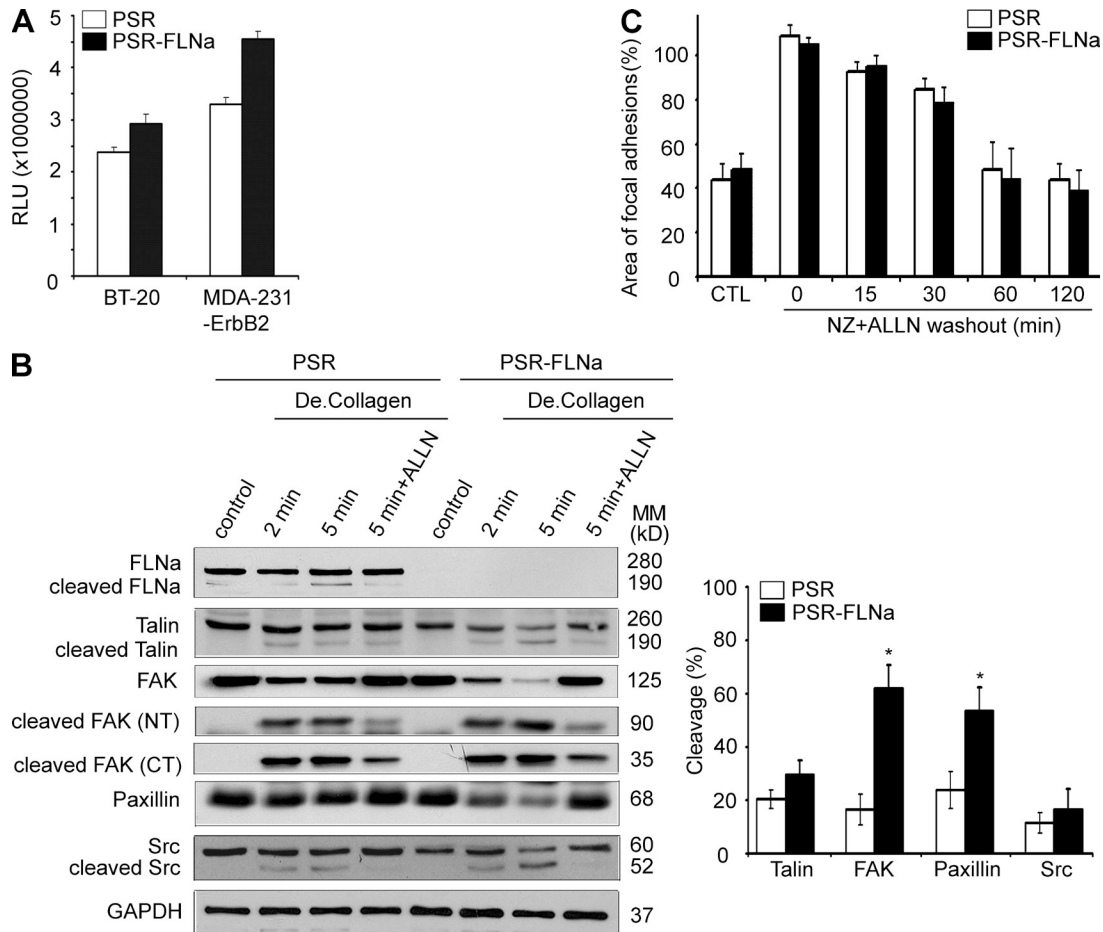 A
PSR
PSR-FLNa
RLU (x1000000)
5
4
3
2
1
0
BT-20
MDA-231
-ErbB2
C
PSR
PSR-FLNa
Area of focal adhesions(%)
100
80
60
40
20
0
CTL
0
15
30
60
120
NZ+ALLN washout (min)
B
PSR
PSR-FLNa
De.Collagen
De.Collagen
control
2 min
5 min
5 min+ALLN
control
2 min
5 min
5 min+ALLN
MM
(kD)
FLNa
280
cleaved FLNa
190
Talin
260
cleaved Talin
190
FAK
125
cleaved FAK (NT)
90
cleaved FAK (CT)
35
Paxillin
68
Src
60
cleaved Src
52
GAPDH
37
PSR
PSR-FLNa
Cleavage (%)
100
80
60
40
20
0
*
*
Talin
FAK
Paxillin
Src